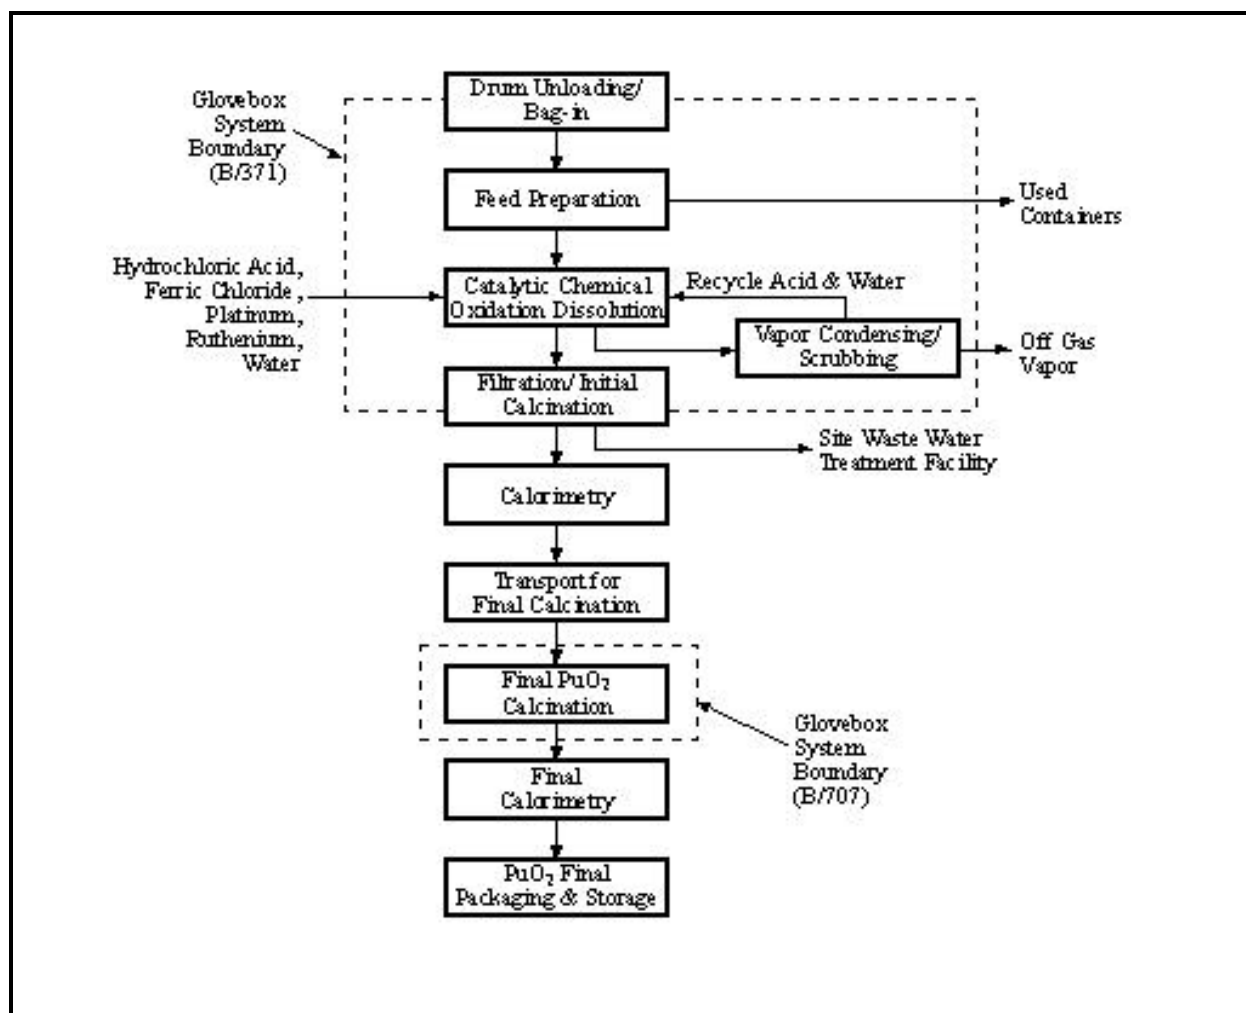 Drum Unloading/
Bag-in
Glovebox
System
Boundary
(B/371)
Feed Preparation
Used
Containers
Hydrochloric Acid,
Ferric Chloride,
Platinum,
Ruthenium,
Water
Catalytic Chemical
Oxidation Dissolution
Recycle Acid & Water
Vapor Condensing/
Scrubbing
Off Gas
Vapor
Filtration/Initial
Calcination
Site Waste Water
Treatment Facility
Calorimetry
Transport for
Final Calcination
Final PuO₂
Calcination
Glovebox
System
Boundary
(B/707)
Final
Calorimetry
PuO₂ Final
Packaging & Storage